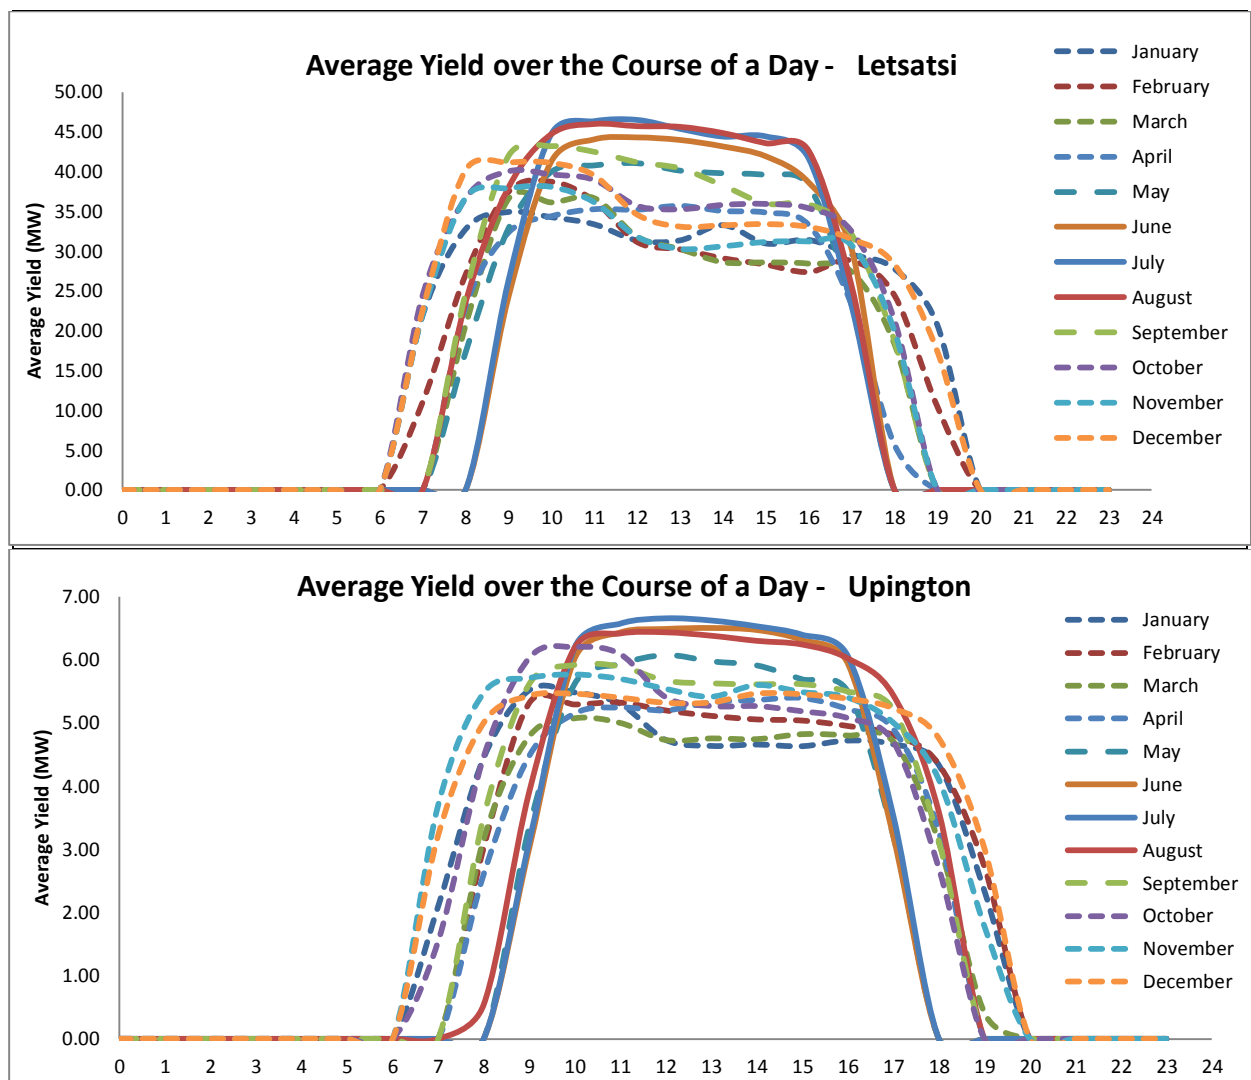 Average Yield over the Course of a Day - Letsatsi
Average Yield (MW)
50.00
45.00
40.00
35.00
30.00
25.00
20.00
15.00
10.00
5.00
0.00
0 1 2 3 4 5 6 7 8 9 10 11 12 13 14 15 16 17 18 19 20 21 22 23 24
January
February
March
April
May
June
July
August
September
October
November
December
Average Yield over the Course of a Day - Upington
Average Yield (MW)
7.00
6.00
5.00
4.00
3.00
2.00
1.00
0.00
0 1 2 3 4 5 6 7 8 9 10 11 12 13 14 15 16 17 18 19 20 21 22 23 24
January
February
March
April
May
June
July
August
September
October
November
December